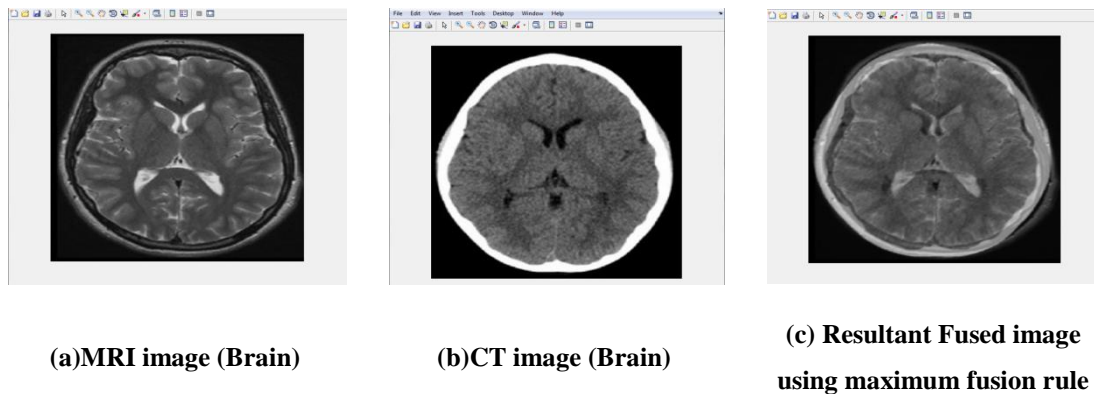 File Edit View Insert Tools Desktop Window Help
(a)MRI image (Brain)
(b)CT image (Brain)
(c) Resultant Fused image
using maximum fusion rule